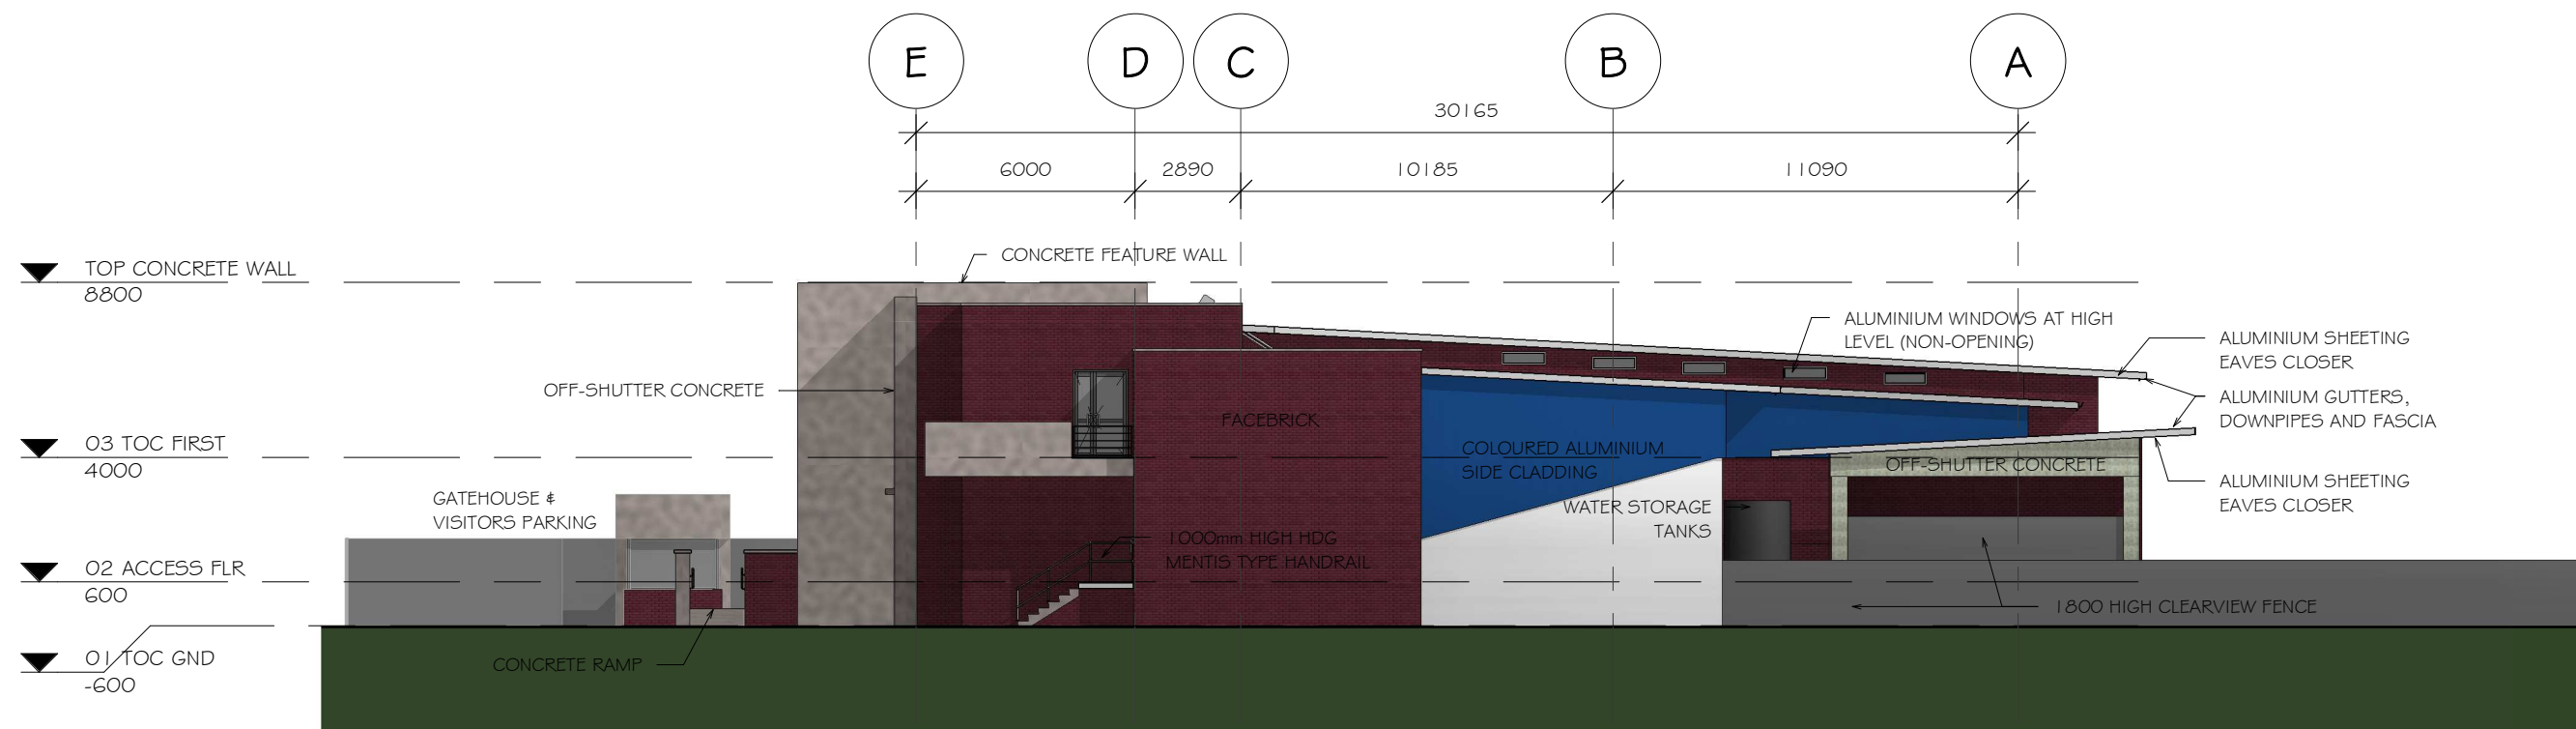 E
D
C
B
A
30165
6000
2890
10185
11090
CONCRETE FEATURE WALL
TOP CONCRETE WALL
8800
ALUMINIUM WINDOWS AT HIGH
LEVEL (NON-OPENING)
ALUMINIUM SHEETING
EAVES CLOSER
OFF-SHUTTER CONCRETE
ALUMINIUM GUTTERS,
DOWNPIPES AND FASCIA
FACEBRICK
03 TOC FIRST
4000
COLOURED ALUMINIUM
SIDE CLADDING
OFF-SHUTTER CONCRETE
ALUMINIUM SHEETING
EAVES CLOSER
GATEHOUSE &
VISITORS PARKING
WATER STORAGE
TANKS
1000mm HIGH HDG
MENTIS TYPE HANDRAIL
02 ACCESS FLR
600
1800 HIGH CLEARVIEW FENCE
01 TOC GND
-600
CONCRETE RAMP